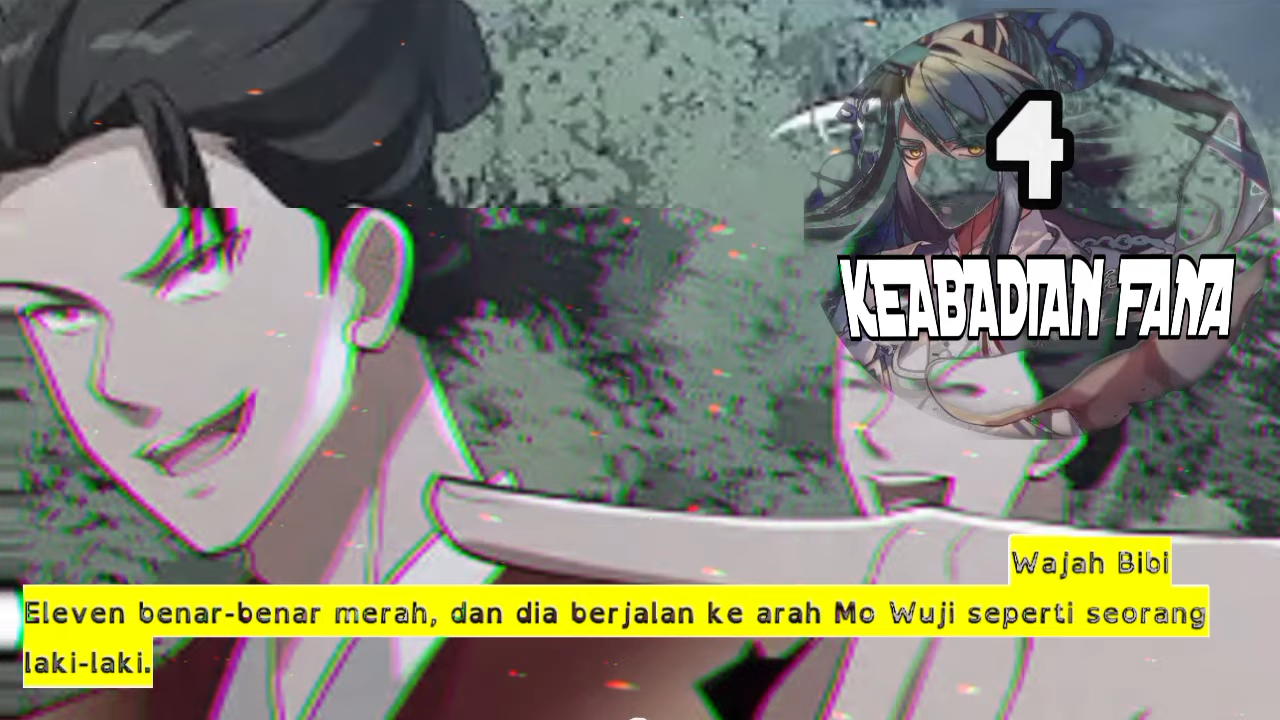 4
KEABADIAN FANA
Wajah Bibi
Eleven benar-benar merah, dan dia berjalan ke arah Mo Wuji seperti seorang
laki-laki.